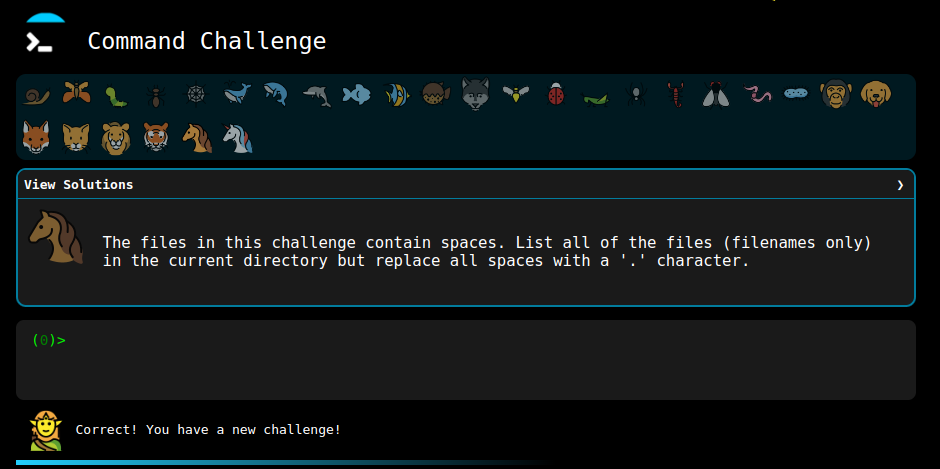 Command Challenge
View Solutions ❯
The files in this challenge contain spaces. List all of the files (filenames only)
in the current directory but replace all spaces with a '.' character.
(0)>
Correct! You have a new challenge!